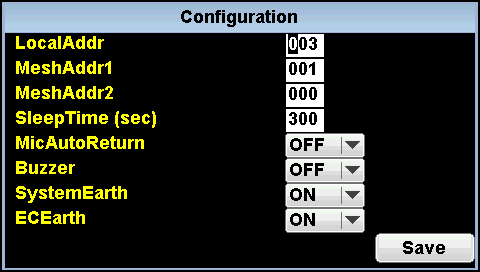 Configuration
LocalAddr 003
MeshAddr1 001
MeshAddr2 000
SleepTime (sec) 300
MicAutoReturn OFF
Buzzer OFF
SystemEarth ON
ECEarth ON
Save